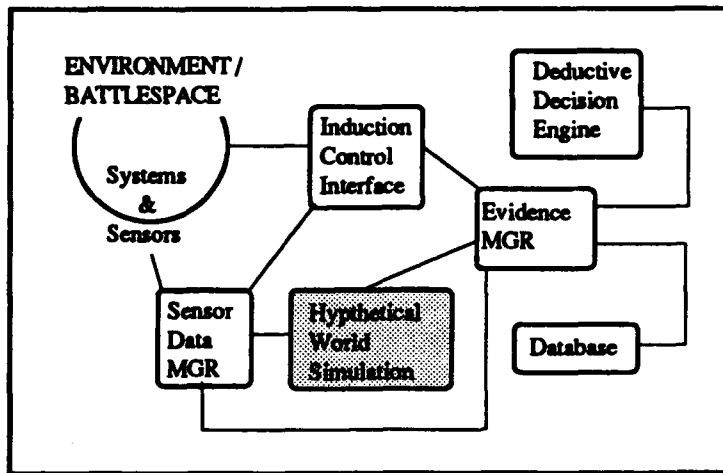 ENVIRONMENT/
BATTLESPACE
Systems
&
Sensors
Induction
Control
Interface
Deductive
Decision
Engine
Evidence
MGR
Sensor
Data
MGR
Hypthetical
World
Simulation
Database